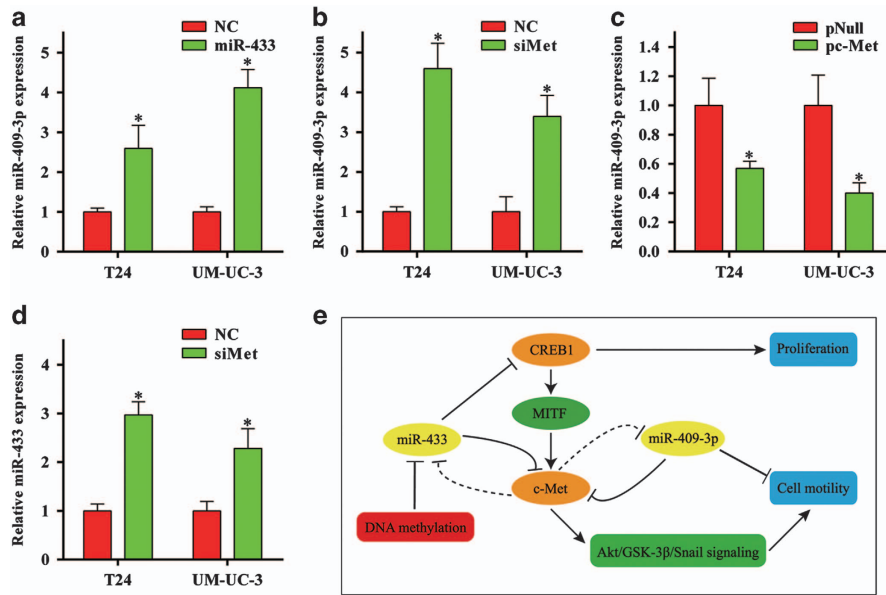 a
NC
miR-433
Relative miR-409-3p expression
5
4
3
2
1
0
*
*
T24
UM-UC-3
b
NC
siMet
Relative miR-409-3p expression
5
4
3
2
1
0
*
*
T24
UM-UC-3
c
pNull
pc-Met
Relative miR-409-3p expression
1.4
1.2
1.0
0.8
0.6
0.4
0.2
0.0
*
*
T24
UM-UC-3
d
NC
siMet
Relative miR-433 expression
4
3
2
1
0
*
*
T24
UM-UC-3
e
CREB1
Proliferation
MITF
miR-433
miR-409-3p
c-Met
Cell motility
DNA methylation
Akt/GSK-3β/Snail signaling